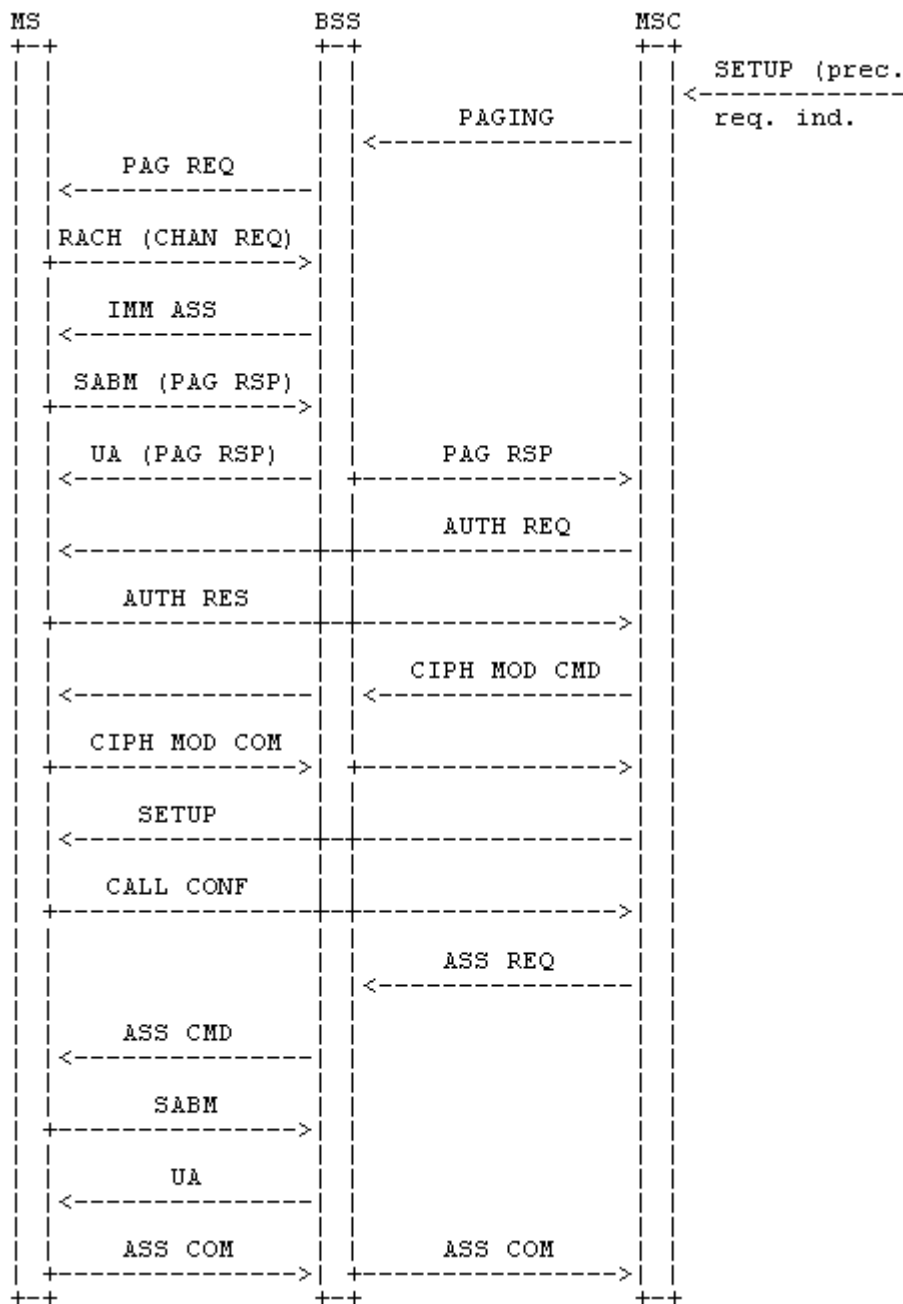 MS BSS MSC
SETUP (prec.
PAGING
req. ind.
PAG REQ
RACH (CHAN REQ)
IMM ASS
SABM (PAG RSP)
UA (PAG RSP) PAG RSP
AUTH REQ
AUTH RES
CIPH MOD CMD
CIPH MOD COM
SETUP
CALL CONF
ASS REQ
ASS CMD
SABM
UA
ASS COM ASS COM